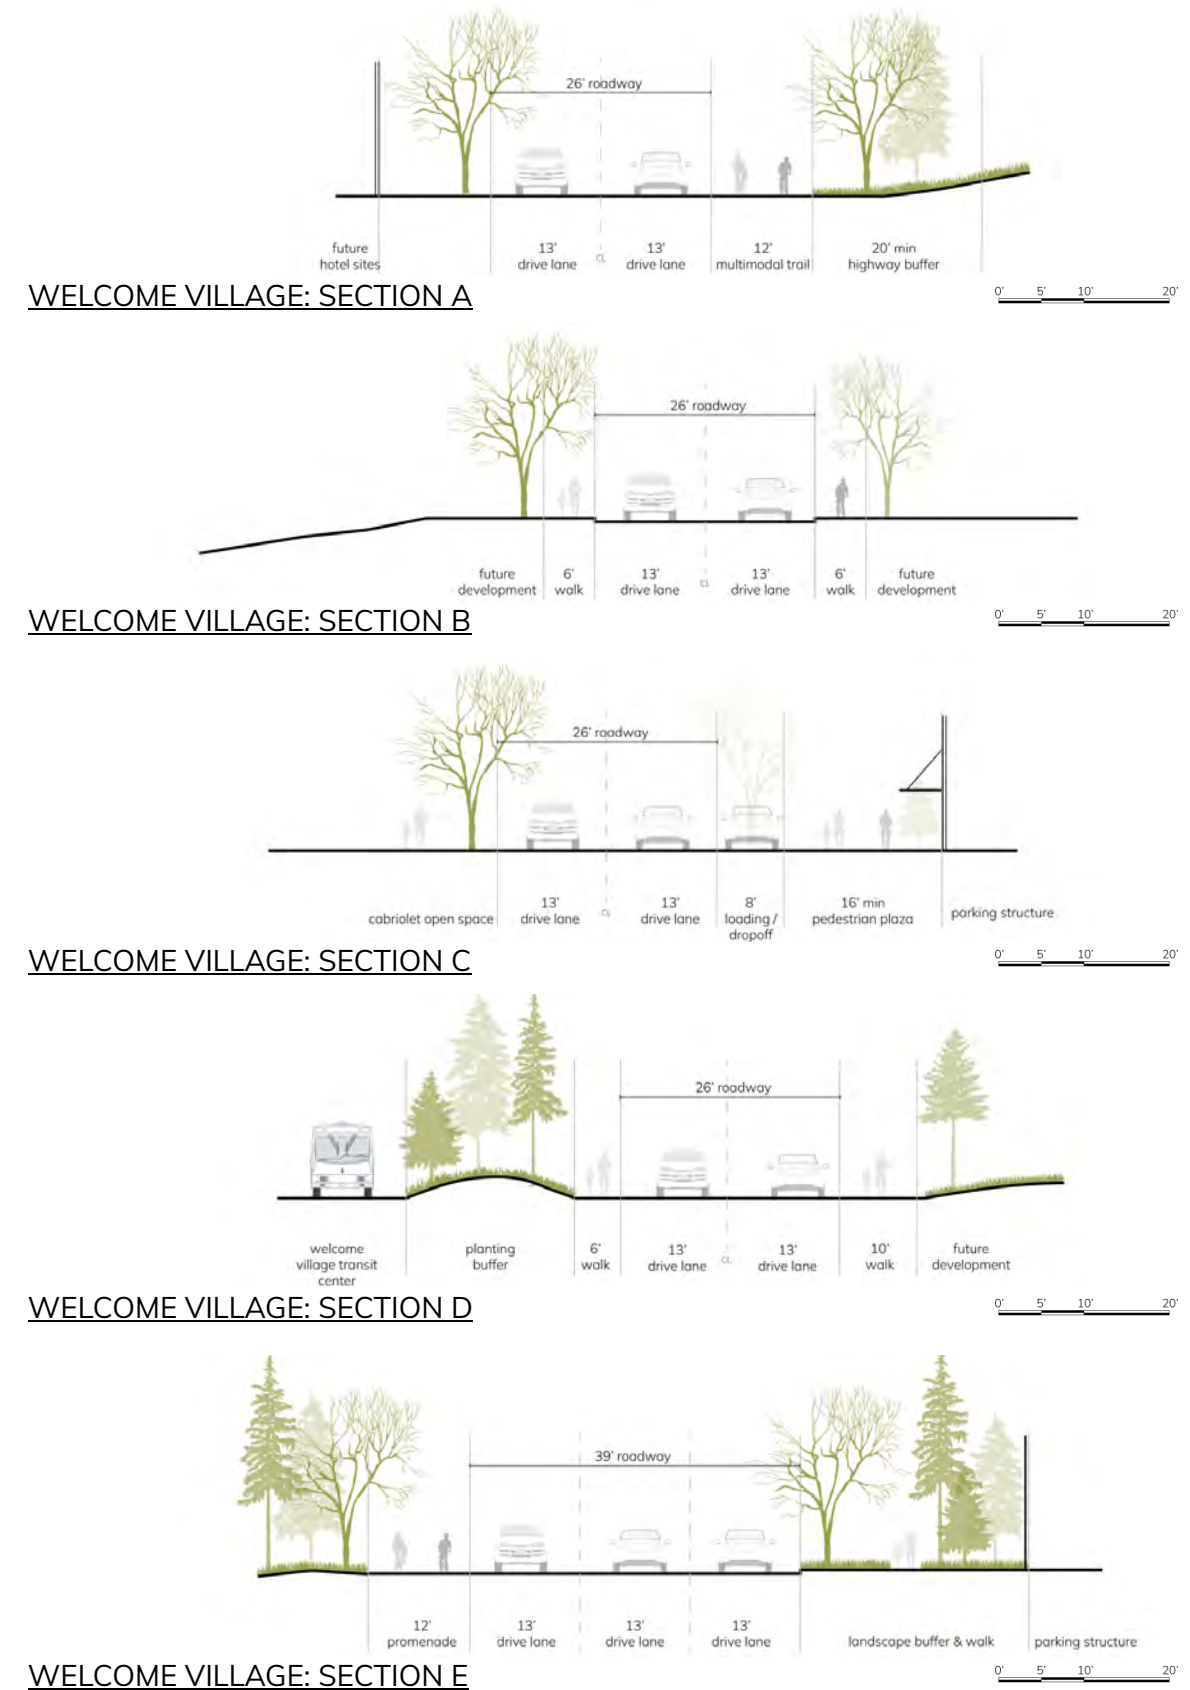 26' roadway
future
hotel sites
13'
drive lane
CL
13'
drive lane
12'
multimodal trail
20' min
highway buffer
WELCOME VILLAGE: SECTION A
0' 5' 10' 20'
26' roadway
future
development
6'
walk
13'
drive lane
CL
13'
drive lane
6'
walk
future
development
WELCOME VILLAGE: SECTION B
0' 5' 10' 20'
26' roadway
cabriolet open space
13'
drive lane
CL
13'
drive lane
8'
loading /
dropoff
16' min
pedestrian plaza
parking structure
WELCOME VILLAGE: SECTION C
0' 5' 10' 20'
26' roadway
welcome
village transit
center
planting
buffer
6'
walk
13'
drive lane
CL
13'
drive lane
10'
walk
future
development
WELCOME VILLAGE: SECTION D
0' 5' 10' 20'
39' roadway
12'
promenade
13'
drive lane
13'
drive lane
13'
drive lane
landscape buffer & walk
parking structure
WELCOME VILLAGE: SECTION E
0' 5' 10' 20'